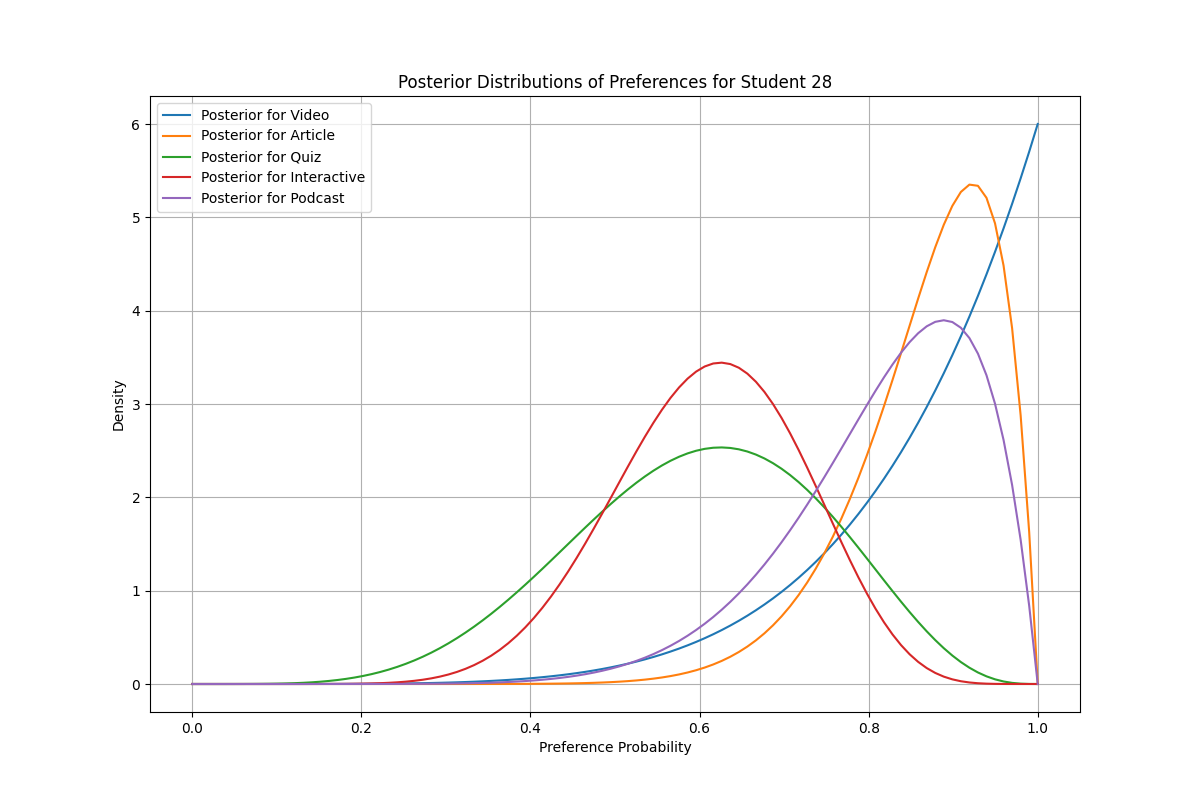 Posterior Distributions of Preferences for Student 28
Posterior for Video
Posterior for Article
Posterior for Quiz
Posterior for Interactive
Posterior for Podcast
6
5
4
3
2
1
0
Density
0.0 0.2 0.4 0.6 0.8 1.0
Preference Probability